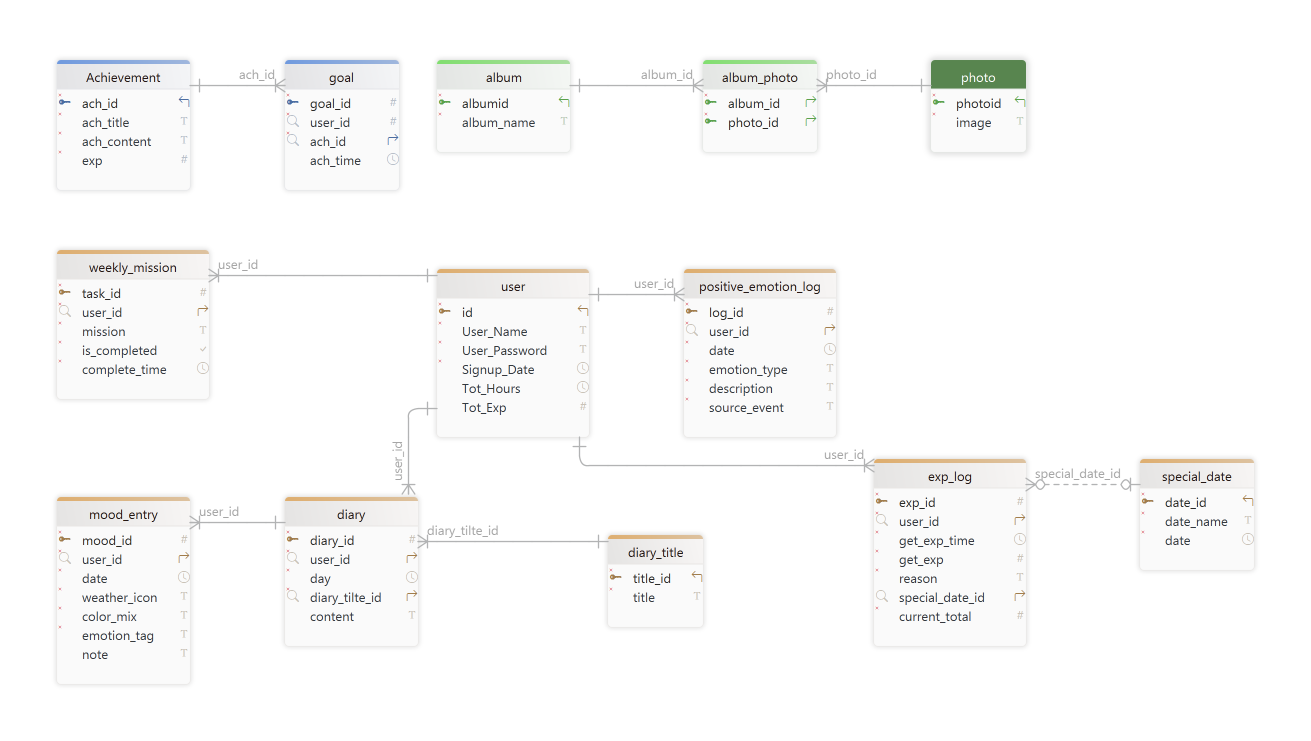 ach_id
album_id
photo_id
Achievement
ach_id
ach_title
ach_content
exp
goal
goal_id
user_id
ach_id
ach_time
album
albumid
album_name
album_photo
album_id
photo_id
photo
photoid
image
user_id
weekly_mission
task_id
user_id
mission
is_completed
complete_time
user
id
User_Name
User_Password
Signup_Date
Tot_Hours
Tot_Exp
user_id
positive_emotion_log
log_id
user_id
date
emotion_type
description
source_event
user_id
user_id
exp_log
exp_id
user_id
get_exp_time
get_exp
reason
special_date_id
current_total
special_date_id
special_date
date_id
date_name
date
mood_entry
mood_id
user_id
date
weather_icon
color_mix
emotion_tag
note
user_id
diary
diary_id
user_id
day
diary_tilte_id
content
diary_tilte_id
diary_title
title_id
title